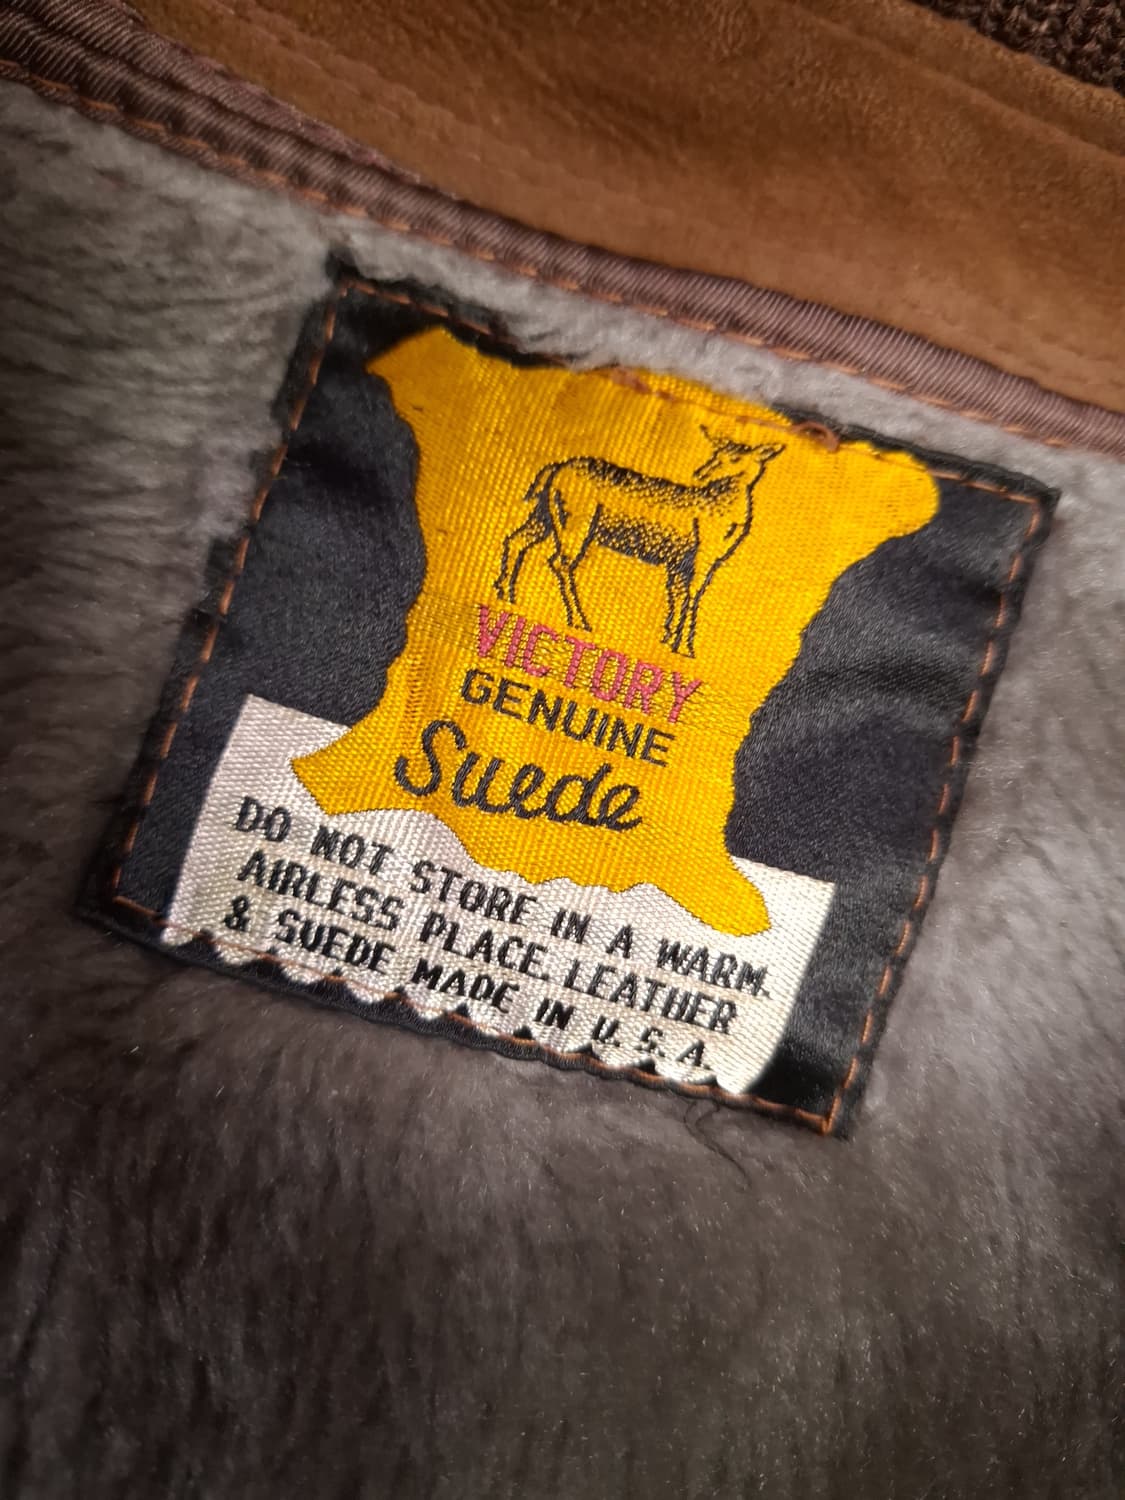 VICTORY
GENUINE
Suede
DO NOT STORE IN A WARM.
AIRLESS PLACE. LEATHER
& SUEDE MADE IN U.S.A.